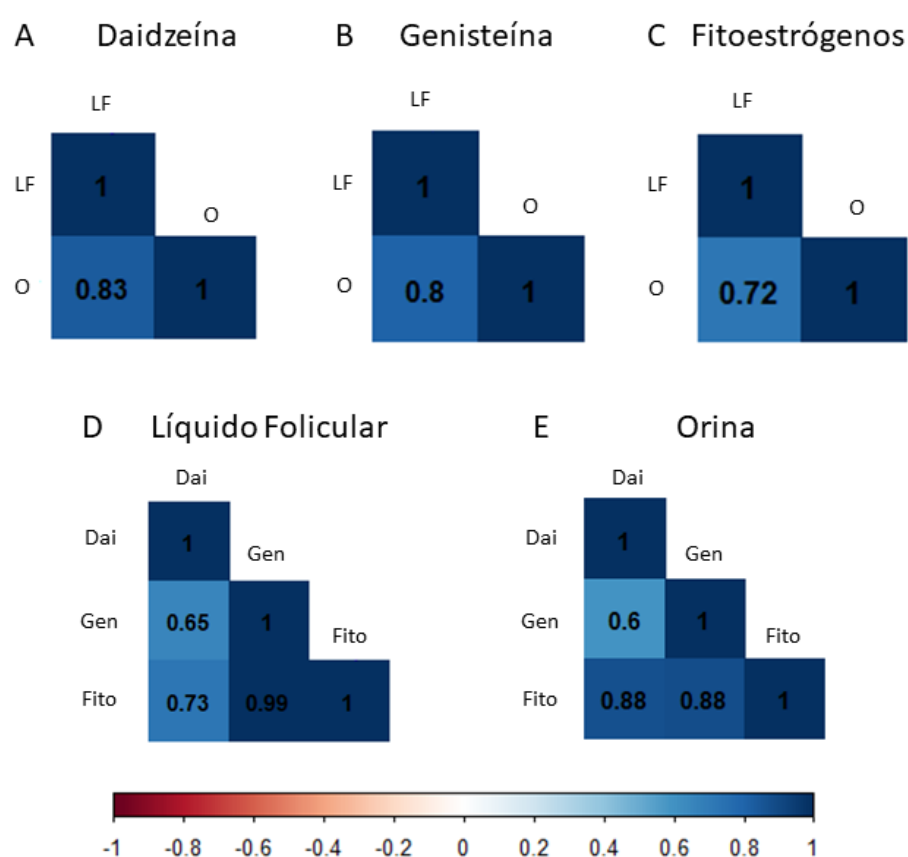 A Daidzeína
B Genisteína
C Fitoestrógenos
LF
LF
LF
LF 1
O
LF 1
O
LF 1
O
O 0.83 1
O 0.8 1
O 0.72 1
D Líquido Folicular
E Orina
Dai
Dai
Dai 1
Gen
Dai 1
Gen
Gen 0.65 1
Fito
Gen 0.6 1
Fito
Fito 0.73 0.99 1
Fito 0.88 0.88 1
-1 -0.8 -0.6 -0.4 -0.2 0 0.2 0.4 0.6 0.8 1